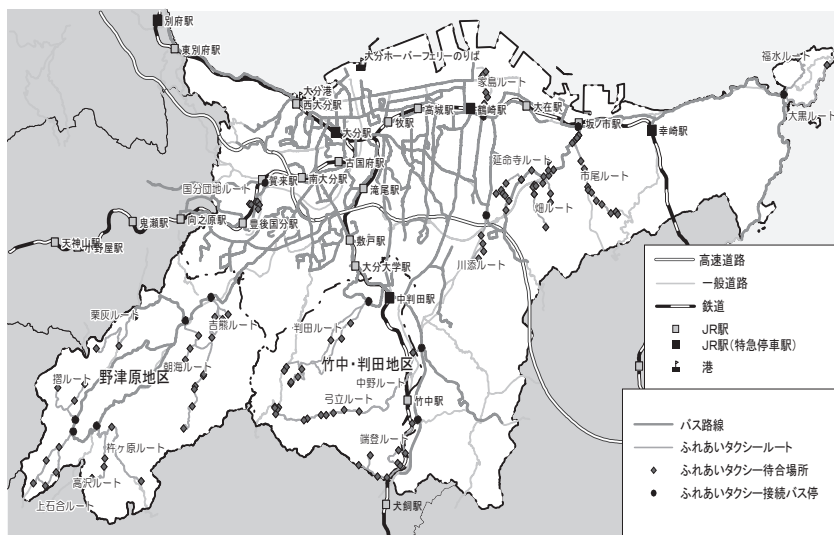 別府駅
東別府駅
大分ホーバーフェリーのりば
大分港
西大分駅
家島ルート
福水ルート
大黒ルート
高城駅
鶴崎駅
大在駅
坂ノ市駅
幸崎駅
牧駅
大分駅
古国府駅
延命寺ルート
国分団地ルート
賀来駅
南大分駅
滝尾駅
市尾ルート
畑ルート
鬼瀬駅
向之原駅
豊後国分駅
天神山駅
小野屋駅
敷戸駅
大分大学駅
川添ルート
中判田駅
栗灰ルート
吉熊ルート
判田ルート
朝海ルート
竹中・判田地区
摺ルート
野津原地区
中野ルート
竹中駅
弓立ルート
端登ルート
杵ヶ原ルート
高沢ルート
上石合ルート
犬飼駅
高速道路
一般道路
鉄道
JR駅
JR駅(特急停車駅)
港
バス路線
ふれあいタクシールート
ふれあいタクシー待合場所
ふれあいタクシー接続バス停